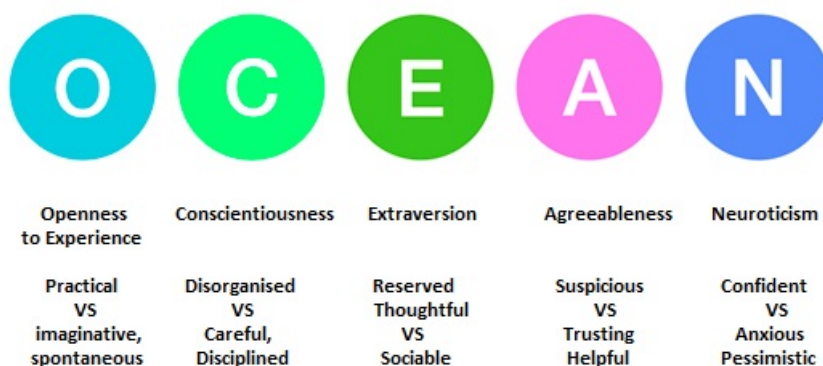 O C E A N
Openness
to Experience
Conscientiousness
Extraversion
Agreeableness
Neuroticism
Practical
VS
imaginative,
spontaneous
Disorganised
VS
Careful,
Disciplined
Reserved
Thoughtful
VS
Sociable
Suspicious
VS
Trusting
Helpful
Confident
VS
Anxious
Pessimistic